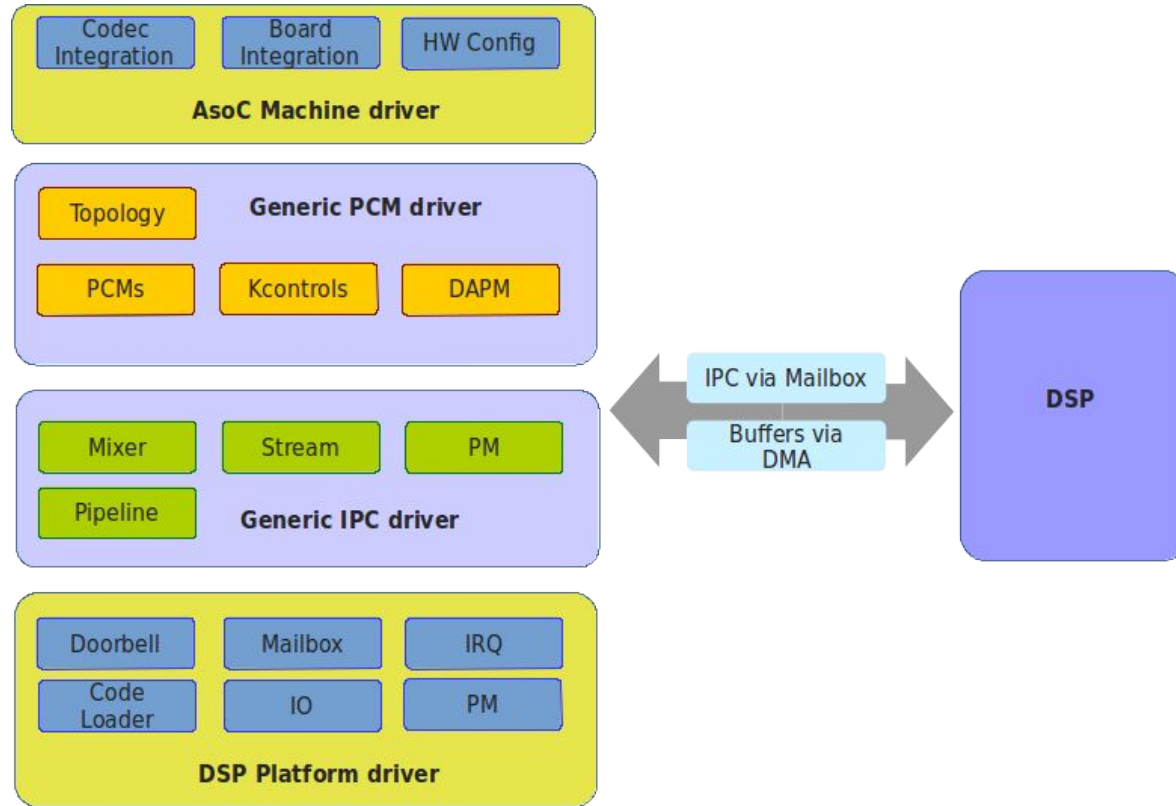 Codec
Integration
Board
Integration
HW Config
AsoC Machine driver
Topology
Generic PCM driver
PCMs
Kcontrols
DAPM
IPC via Mailbox
Buffers via
DMA
DSP
Mixer
Stream
PM
Pipeline
Generic IPC driver
Doorbell
Mailbox
IRQ
Code
Loader
IO
PM
DSP Platform driver